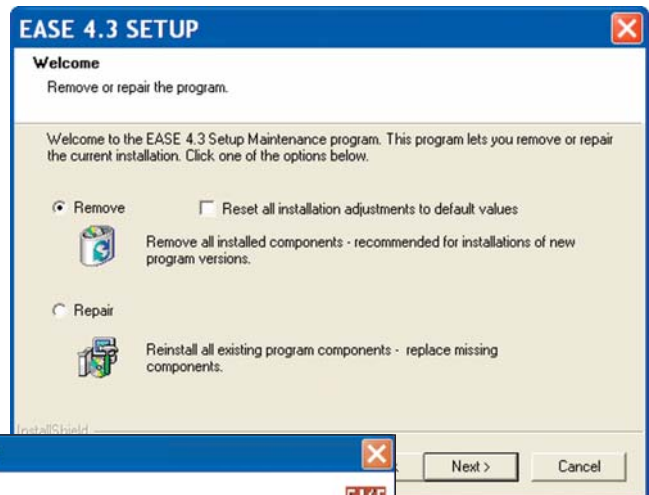 EASE 4.3 SETUP
Welcome
Remove or repair the program.
Welcome to the EASE 4.3 Setup Maintenance program. This program lets you remove or repair
the current installation. Click one of the options below.
Remove
Reset all installation adjustments to default values
Remove all installed components - recommended for installations of new
program versions.
Repair
Reinstall all existing program components - replace missing
components.
InstallShield
Next >
Cancel